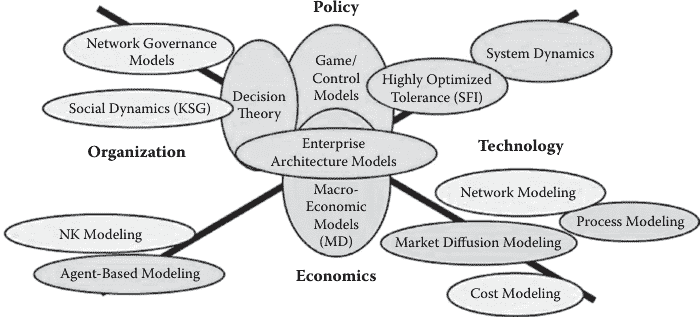 Policy
Network Governance
Models
Game/
Control
Models
System Dynamics
Highly Optimized
Tolerance (SFI)
Decision
Theory
Social Dynamics (KSG)
Organization
Enterprise
Architecture Models
Technology
Macro-
Economic
Models
(MD)
Network Modeling
Process Modeling
NK Modeling
Market Diffusion Modeling
Agent-Based Modeling
Economics
Cost Modeling